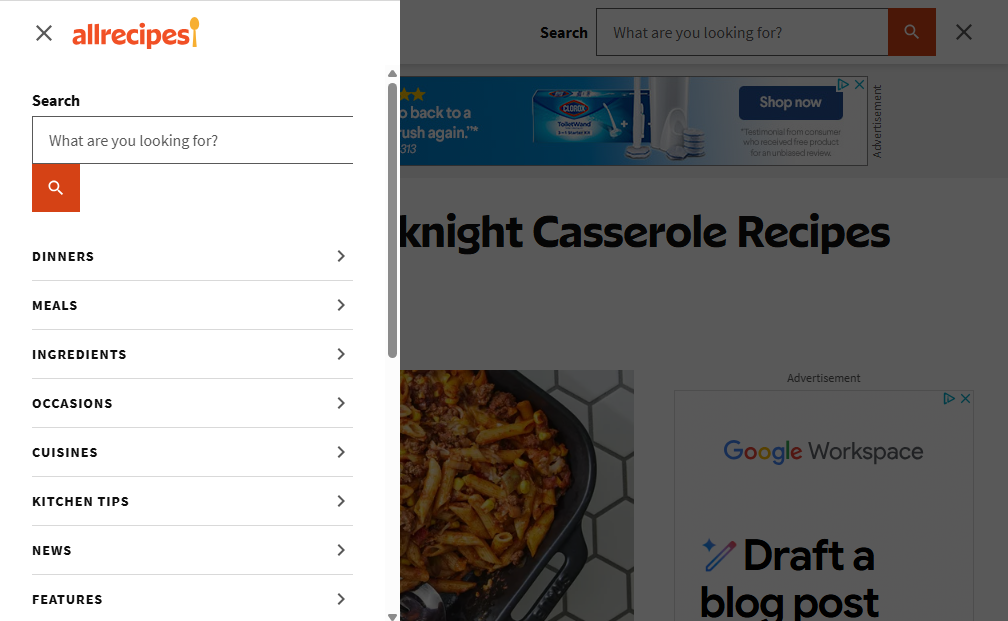 allrecipes
Search
What are you looking for?
Search
What are you looking for?
DINNERS
MEALS
INGREDIENTS
OCCASIONS
CUISINES
KITCHEN TIPS
NEWS
FEATURES
back to a
rush again.™*
313
CLOROX
ToiletWand
Shop now
*Testimonial from consumer
who received free product
for an unbiased review.
Advertisement
knight Casserole Recipes
Advertisement
Google Workspace
Draft a
blog post